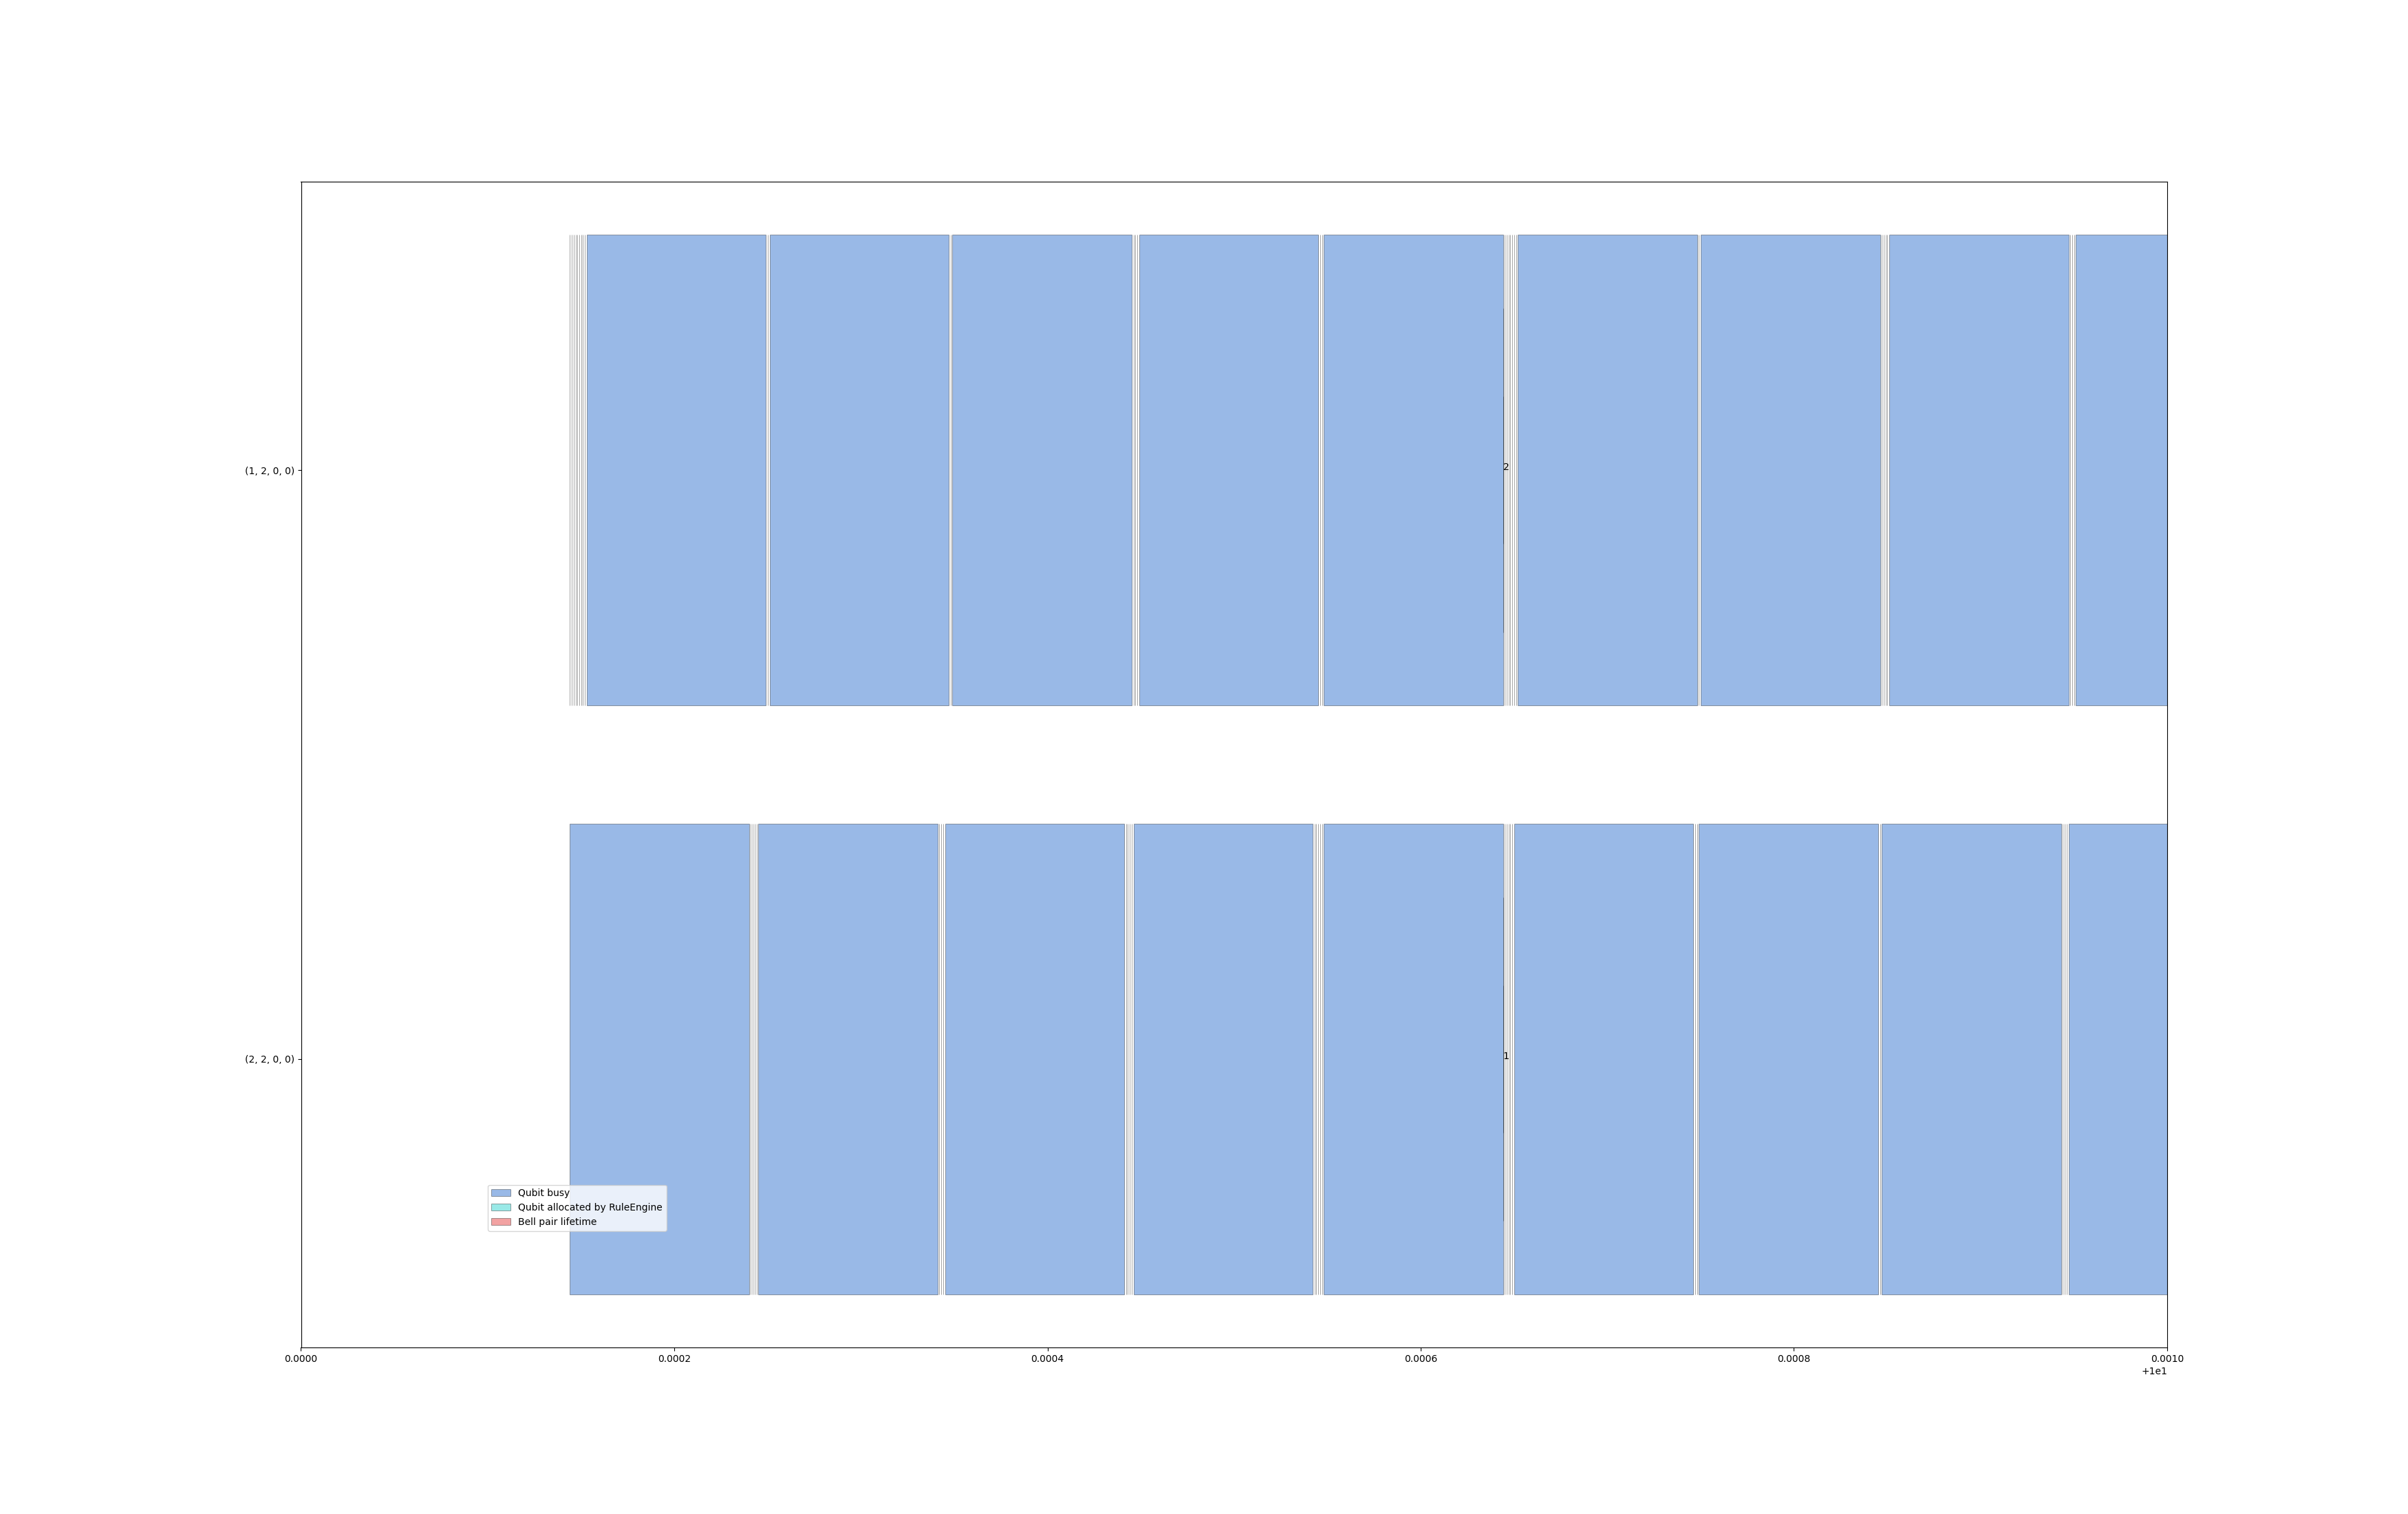 (1, 2, 0, 0)
2
(2, 2, 0, 0)
1
Qubit busy
Qubit allocated by RuleEngine
Bell pair lifetime
0.0000 0.0002 0.0004 0.0006 0.0008 0.0010
+1e1